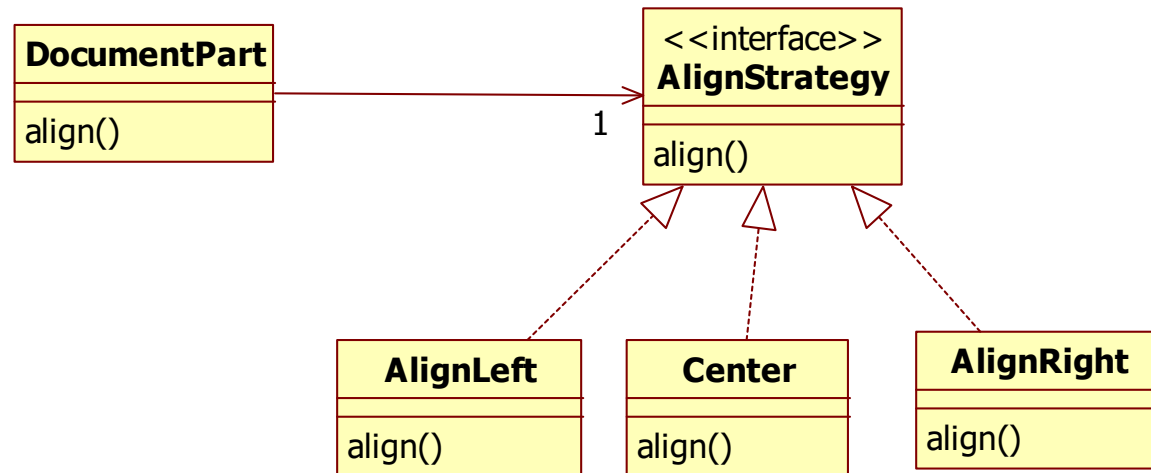 DocumentPart
align()
1
<<interface>>
AlignStrategy
align()
AlignLeft
align()
Center
align()
AlignRight
align()